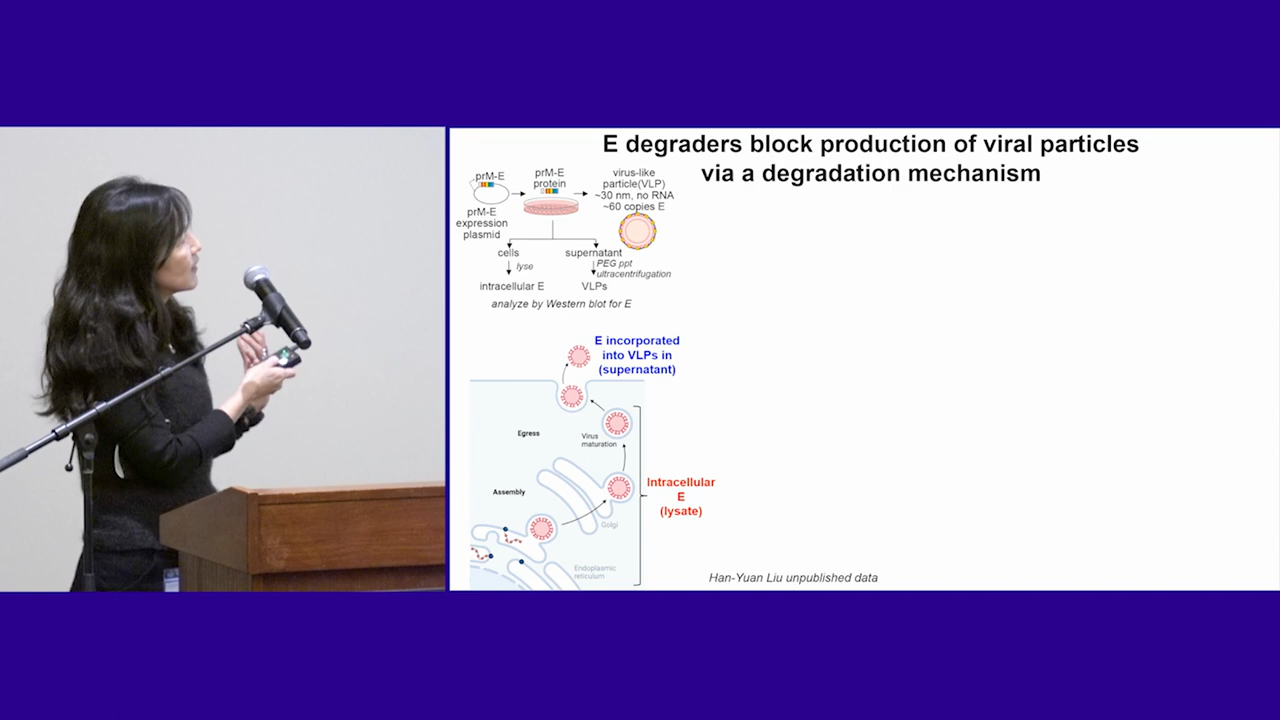 E degraders block production of viral particles
via a degradation mechanism
prM-E
prM-E
expression
plasmid
prM-E
protein
virus-like
particle(VLP)
~30 nm, no RNA
~60 copies E
cells
supernatant
lyse
PEG ppt
ultracentrifugation
intracellular E
VLPs
analyze by Western blot for E
E incorporated
into VLPs in
(supernatant)
Egress
Virus
maturation
Assembly
Golgi
Endoplasmic
reticulum
Intracellular
E
(lysate)
Han-Yuan Liu unpublished data